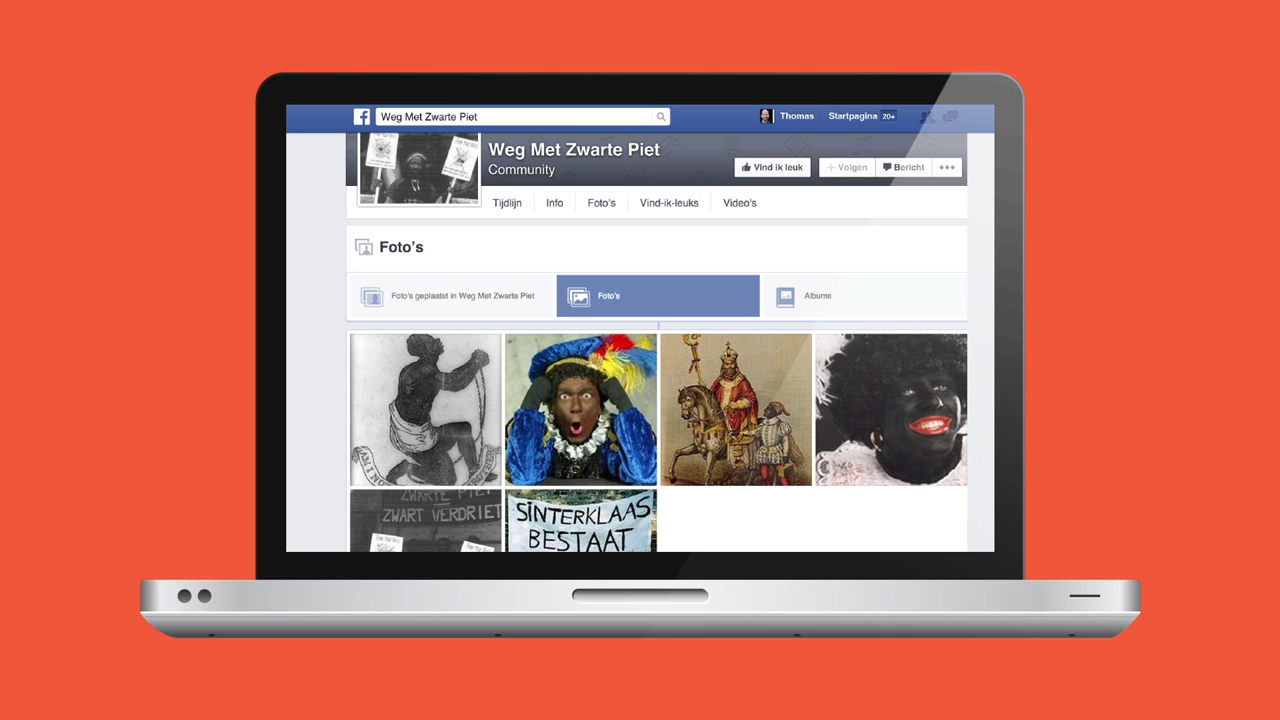 f
Weg Met Zwarte Piet
Thomas
Startpagina
20+
Weg Met Zwarte Piet
Community
Vind ik leuk
+ Volgen
Bericht
Tijdlijn
Info
Foto's
Vind-ik-leuks
Video's
Foto's
Foto's geplaatst in Weg Met Zwarte Piet
Foto's
Albums
ZWARTE PIET
ZWART VERDRIET
SiNTERKLAAS
BESTAAT